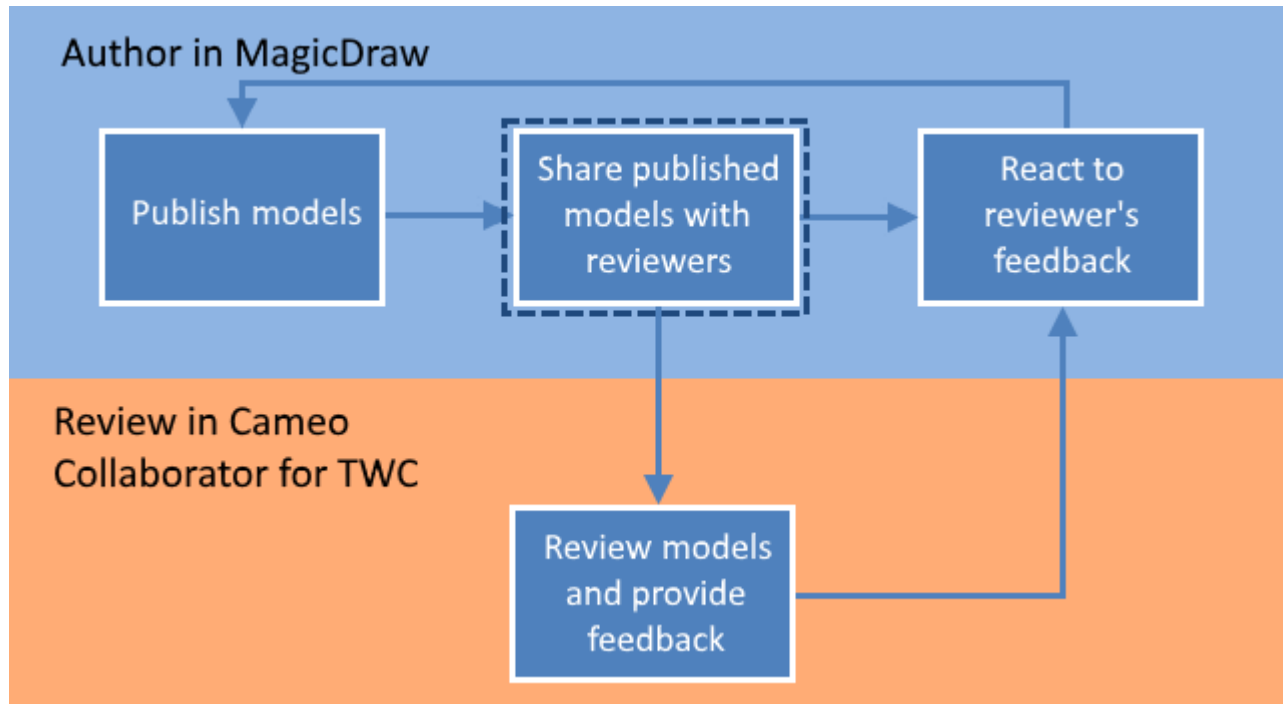 Author in MagicDraw
Publish models
Share published
models with
reviewers
React to
reviewer's
feedback
Review in Cameo
Collaborator for TWC
Review models
and provide
feedback